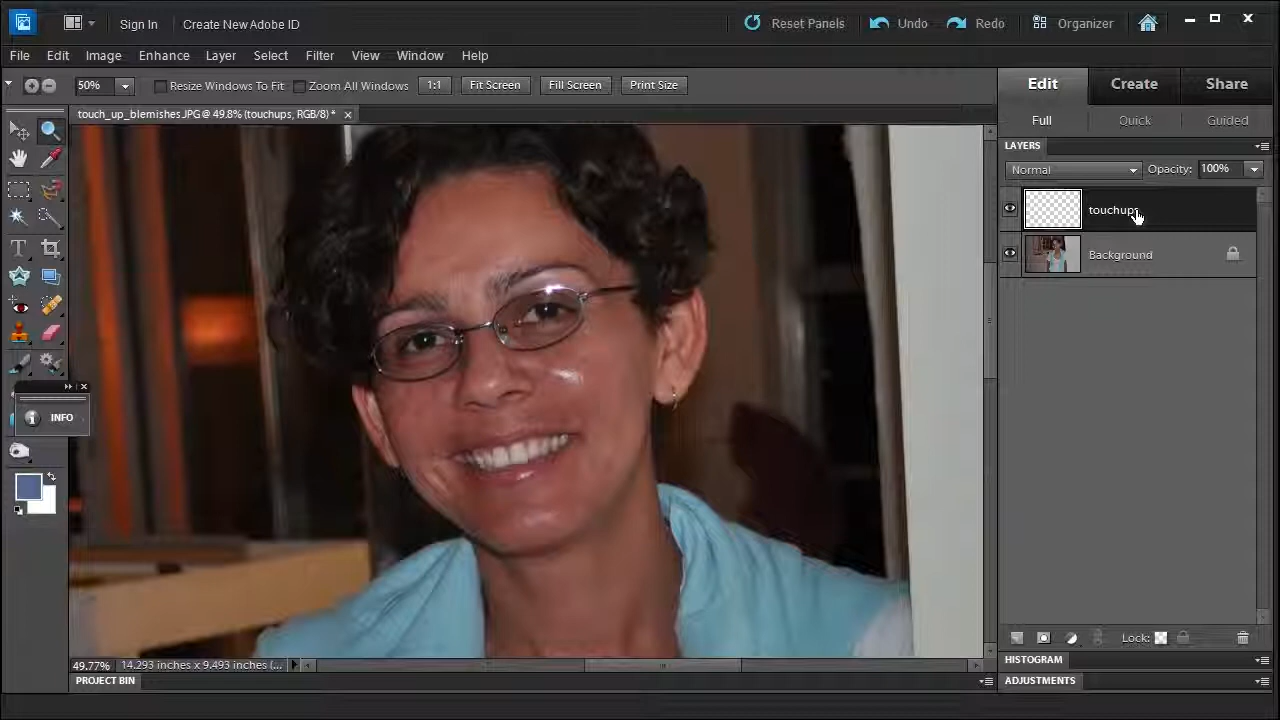 Sign In Create New Adobe ID Reset Panels Undo Redo Organizer
File Edit Enhance Image Layer Select Filter View Window Help
50% Resize Windows To Fit Zoom All Windows 1:1 Fit Screen Fill Screen Print Size
Edit Create Share
touch_up_blemishes.JPG @ 49.8% (touchups, RGB/8) *
Full Quick Guided
LAYERS
Normal Opacity: 100%
touchups
Background
T
INFO
Lock:
49.77% 14.293 inches x 9.493 inches (...
HISTOGRAM
PROJECT BIN
ADJUSTMENTS